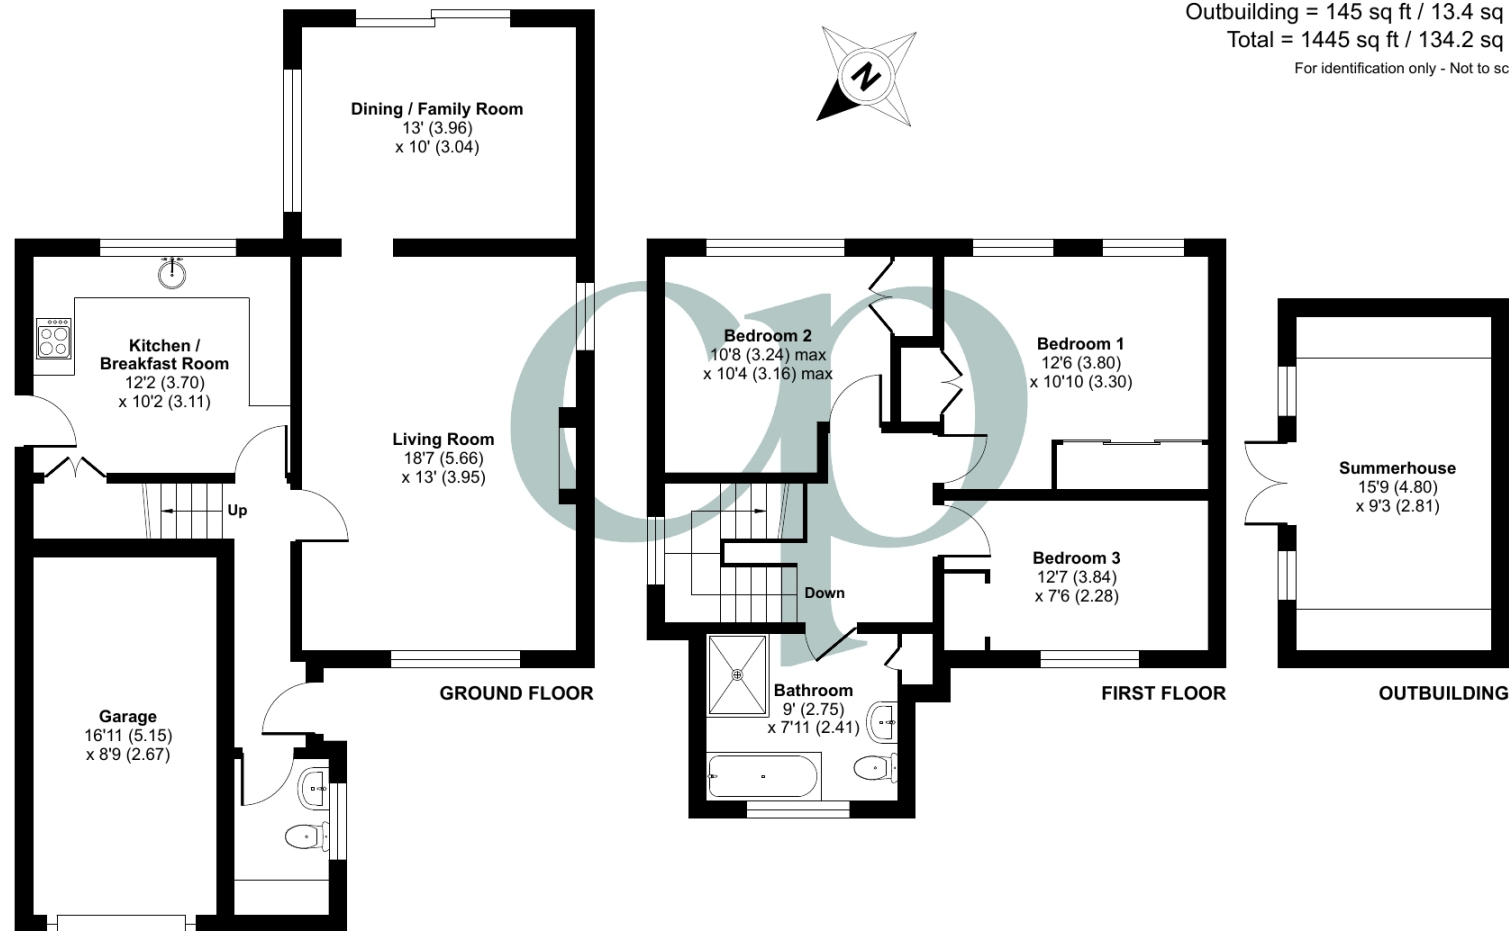 Outbuilding = 145 sq ft / 13.4 sq
Total = 1445 sq ft / 134.2 sq
For identification only - Not to sc
N
Dining / Family Room
13' (3.96)
x 10' (3.04)
Kitchen /
Breakfast Room
12'2 (3.70)
x 10'2 (3.11)
Living Room
18'7 (5.66)
x 13' (3.95)
Up
Garage
16'11 (5.15)
x 8'9 (2.67)
GROUND FLOOR
cp
Bedroom 2
10'8 (3.24) max
x 10'4 (3.16) max
Bedroom 1
12'6 (3.80)
x 10'10 (3.30)
Bedroom 3
12'7 (3.84)
x 7'6 (2.28)
Down
Bathroom
9' (2.75)
x 7'11 (2.41)
FIRST FLOOR
Summerhouse
15'9 (4.80)
x 9'3 (2.81)
OUTBUILDING